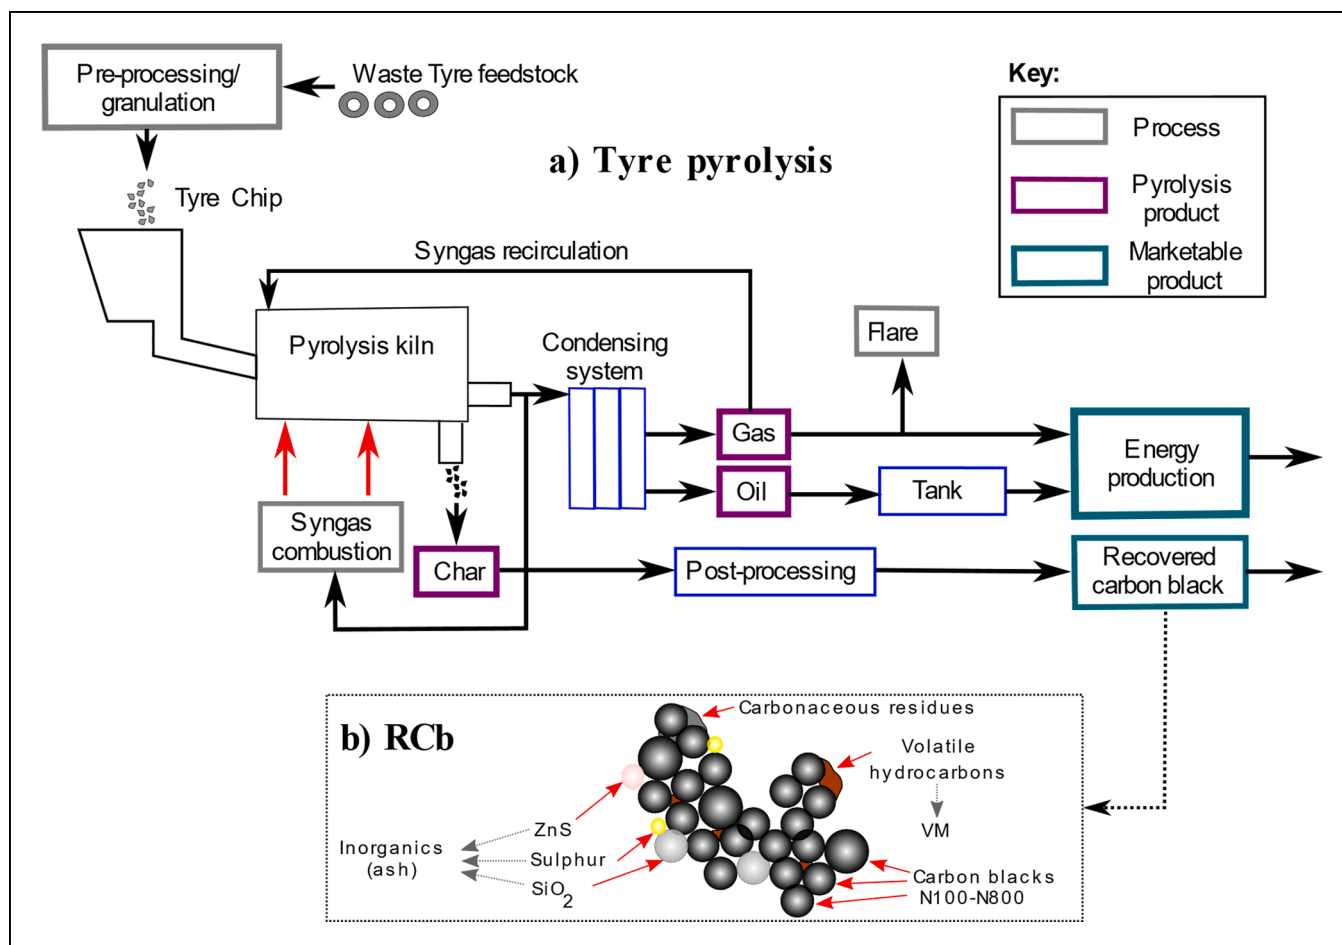 Pre-processing/
granulation
Waste Tyre feedstock
Key:
Process
Pyrolysis
product
Marketable
product
a) Tyre pyrolysis
Tyre Chip
Syngas recirculation
Pyrolysis kiln
Condensing
system
Flare
Gas
Oil
Tank
Energy
production
Syngas
combustion
Char
Post-processing
Recovered
carbon black
b) RCb
Carbonaceous residues
Volatile
hydrocarbons
VM
ZnS
Inorganics
(ash)
Sulphur
SiO2
Carbon blacks
N100-N800